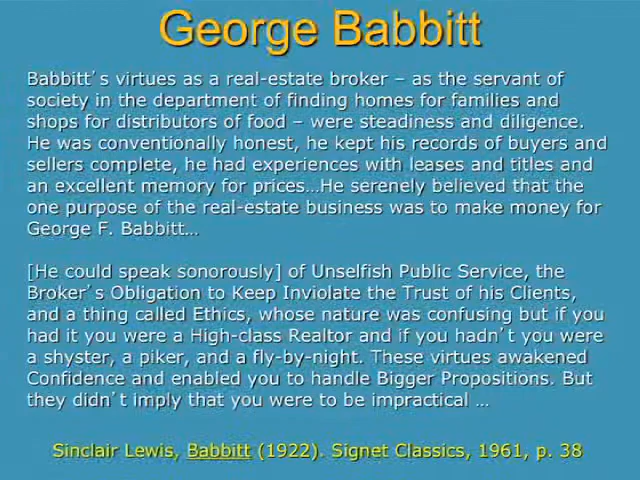 George Babbitt
Babbitt's virtues as a real-estate broker – as the servant of
society in the department of finding homes for families and
shops for distributors of food – were steadiness and diligence.
He was conventionally honest, he kept his records of buyers and
sellers complete, he had experiences with leases and titles and
an excellent memory for prices…He serenely believed that the
one purpose of the real-estate business was to make money for
George F. Babbitt…
[He could speak sonorously] of Unselfish Public Service, the
Broker's Obligation to Keep Inviolate the Trust of his Clients,
and a thing called Ethics, whose nature was confusing but if you
had it you were a High-class Realtor and if you hadn't you were
a shyster, a piker, and a fly-by-night. These virtues awakened
Confidence and enabled you to handle Bigger Propositions. But
they didn't imply that you were to be impractical …
Sinclair Lewis, Babbitt (1922). Signet Classics, 1961, p. 38